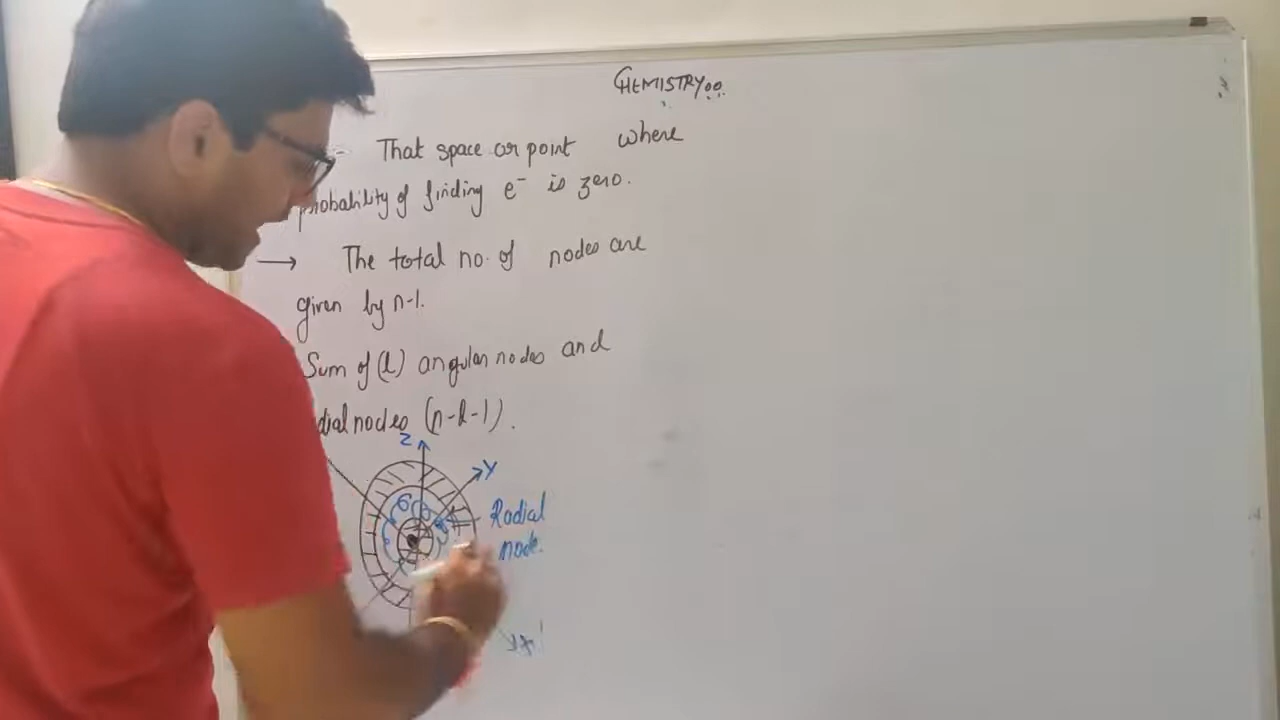 CHEMISTRY
That space or point where
probability of finding e⁻ is zero.
→ The total no. of nodes are
given by n-1.
Sum of (l) angular nodes and
nodes (n-l-1).
Z
Y
Radial
node.